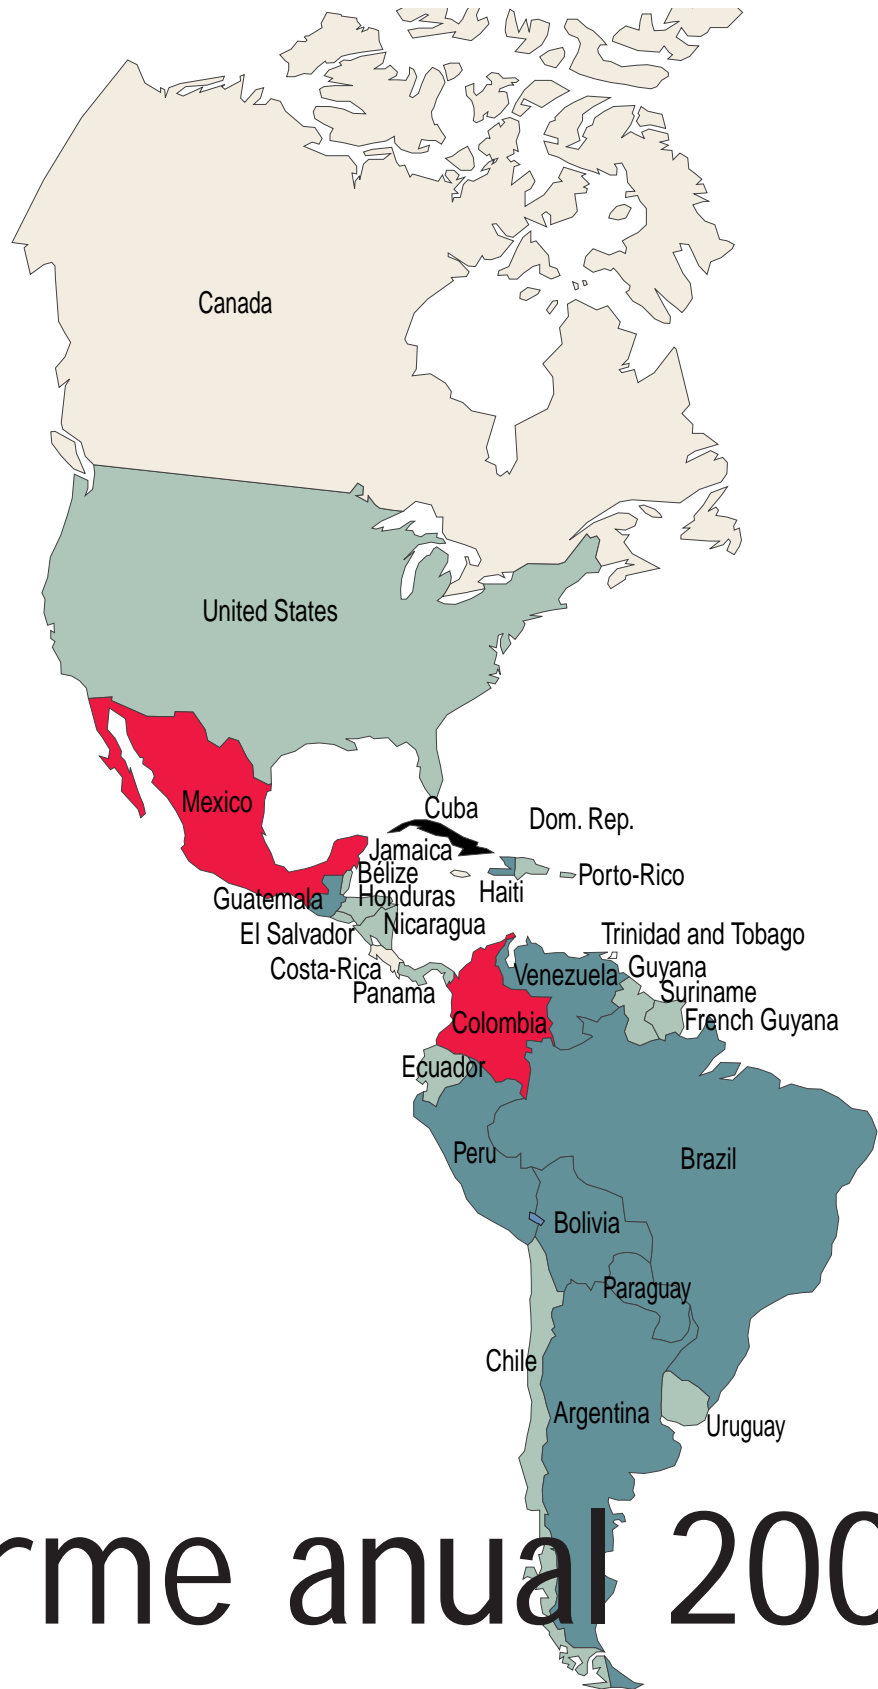 Canada
United States
Mexico
Cuba
Dom. Rep.
Jamaica
Bélize
Porto-Rico
Haiti
Guatemala
Honduras
Nicaragua
El Salvador
Trinidad and Tobago
Costa-Rica
Venezuela
Guyana
Panama
Suriname
Colombia
French Guyana
Ecuador
Peru
Brazil
Bolivia
Paraguay
Chile
Argentina
Uruguay
rme anual 200